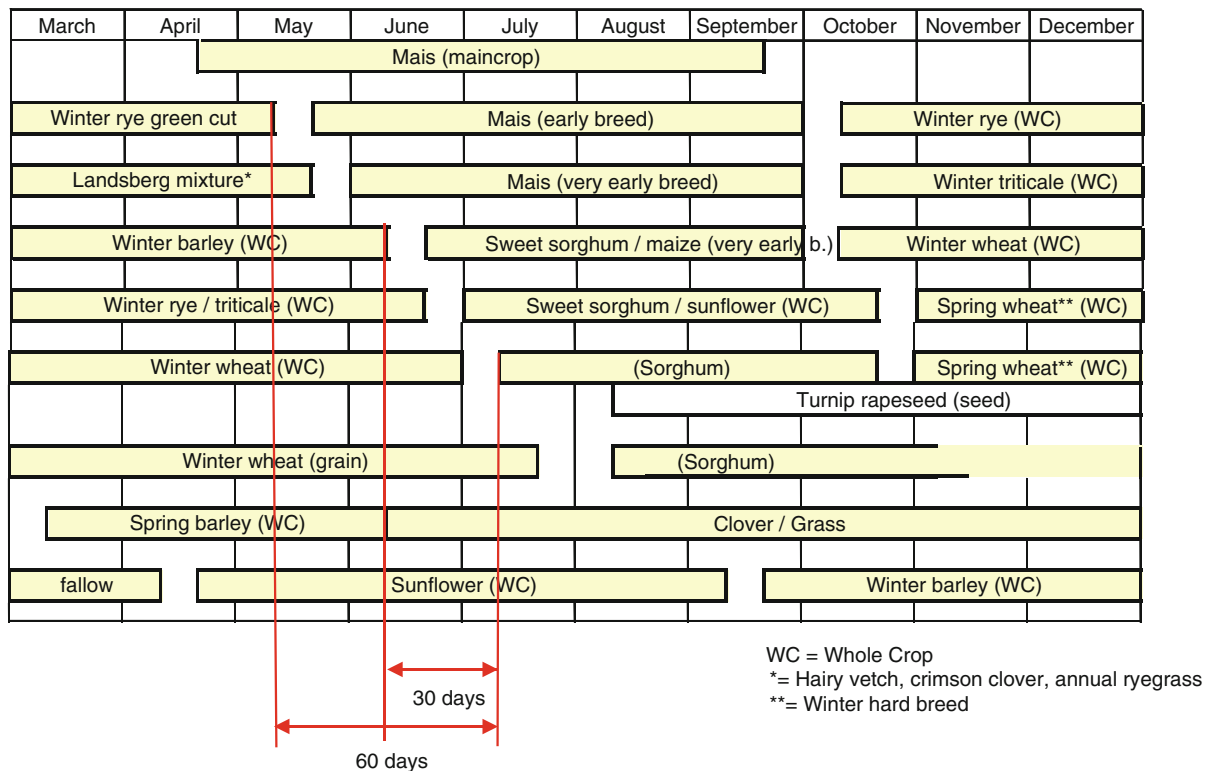 March April May June July August September October November December
Mais (maincrop)
Winter rye green cut Mais (early breed) Winter rye (WC)
Landsberg mixture* Mais (very early breed) Winter triticale (WC)
Winter barley (WC) Sweet sorghum / maize (very early b.) Winter wheat (WC)
Winter rye / triticale (WC) Sweet sorghum / sunflower (WC) Spring wheat** (WC)
Winter wheat (WC) (Sorghum) Spring wheat** (WC)
Turnip rapeseed (seed)
Winter wheat (grain) (Sorghum)
Spring barley (WC) Clover / Grass
fallow Sunflower (WC) Winter barley (WC)
30 days
60 days
WC = Whole Crop
*= Hairy vetch, crimson clover, annual ryegrass
**= Winter hard breed